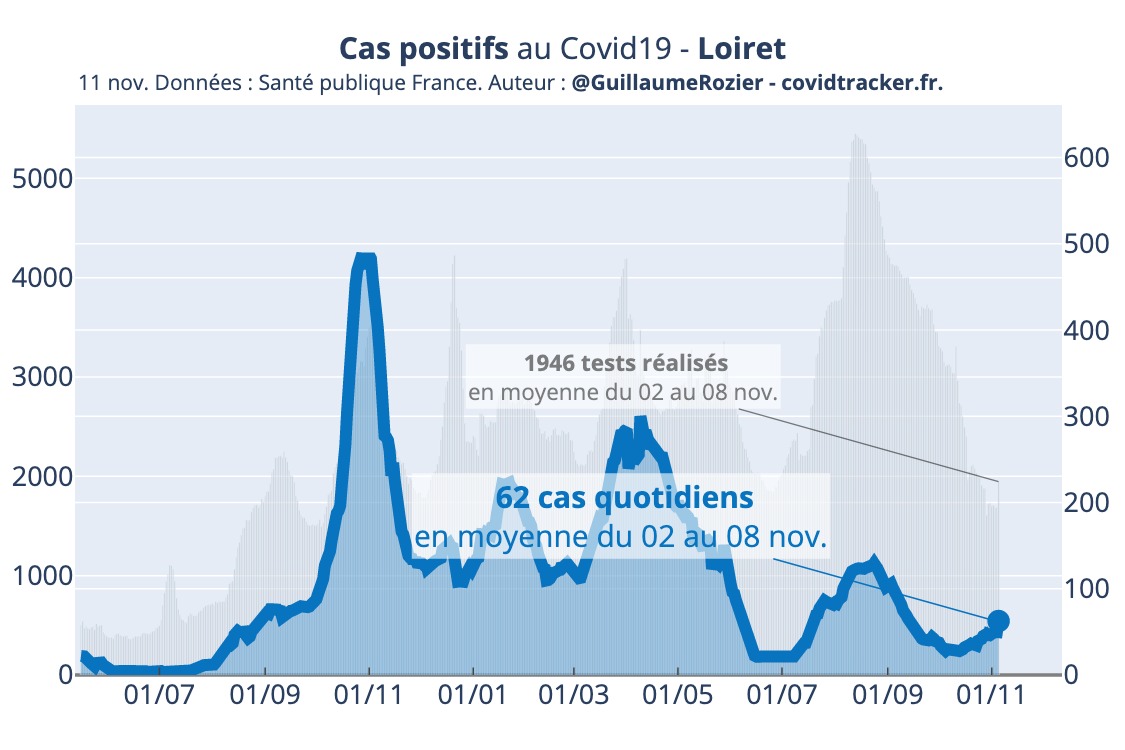 Cas positifs au Covid19 - Loiret
11 nov. Données : Santé publique France. Auteur : @GuillaumeRozier - covidtracker.fr.
600
5000
500
4000
400
1946 tests réalisés
3000
en moyenne du 02 au 08 nov.
300
2000
62 cas quotidiens
200
en moyenne du 02 au 08 nov.
1000
100
0
0
01/07 01/09 01/11 01/01 01/03 01/05 01/07 01/09 01/11